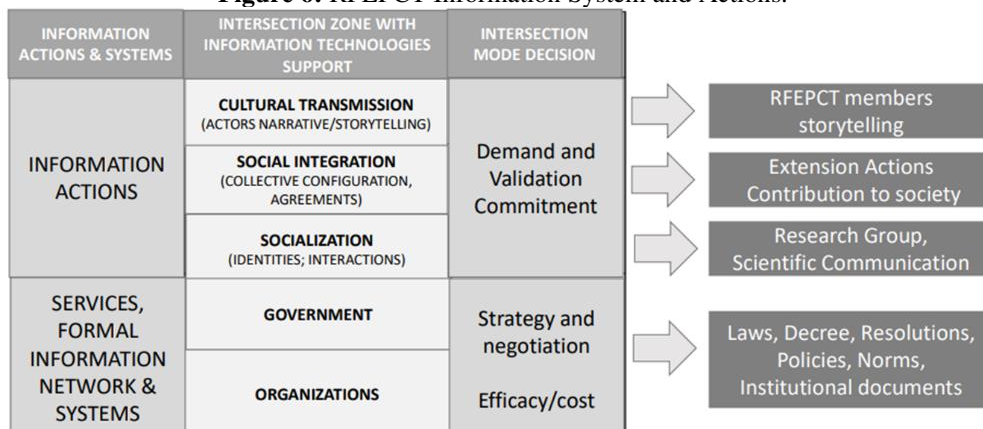 Figure 6: RFEPCT Information System and Actions.
INFORMATION
ACTIONS & SYSTEMS
INTERSECTION ZONE WITH
INFORMATION TECHNOLOGIES
SUPPORT
INTERSECTION
MODE DECISION
INFORMATION
ACTIONS
CULTURAL TRANSMISSION
(ACTORS NARRATIVE/STORYTELLING)
SOCIAL INTEGRATION
(COLLECTIVE CONFIGURATION,
AGREEMENTS)
SOCIALIZATION
(IDENTITIES; INTERACTIONS)
Demand and
Validation
Commitment
RFEPCT members
storytelling
Extension Actions
Contribution to society
Research Group,
Scientific Communication
SERVICES,
FORMAL
INFORMATION
NETWORK &
SYSTEMS
GOVERNMENT
ORGANIZATIONS
Strategy and
negotiation
Efficacy/cost
Laws, Decree, Resolutions,
Policies, Norms,
Institutional documents